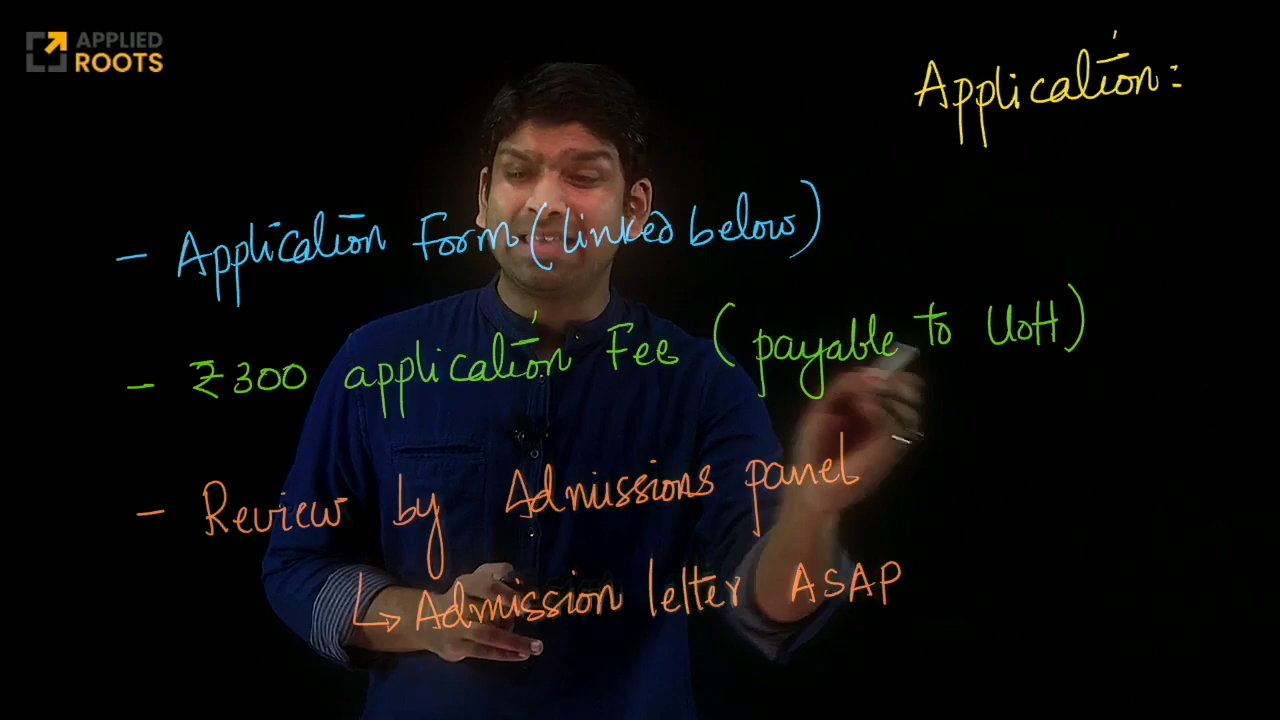 APPLIED
ROOTS
Application:
- Application Form (linked below)
- ₹300 application Fee (payable to UoH)
- Review by Admissions panel
↳ Admission letter ASAP